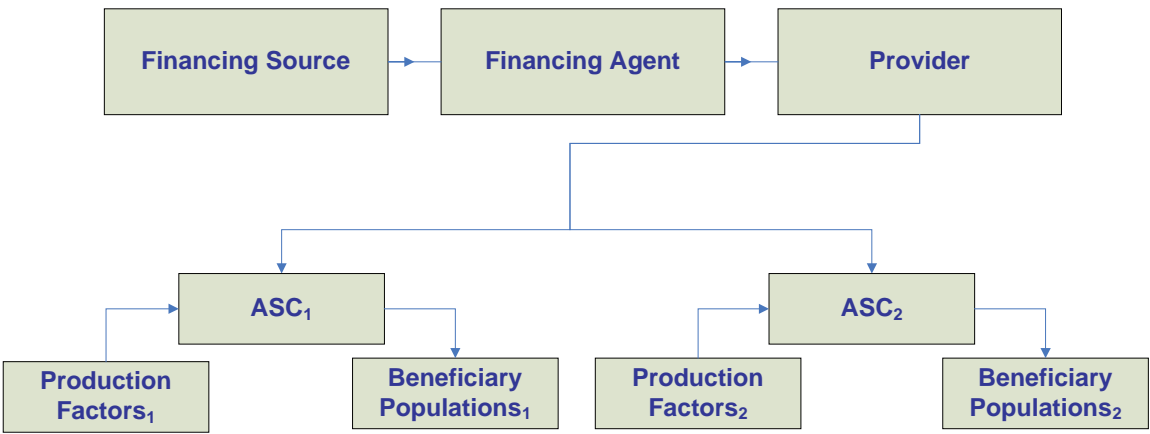 Financing Source
Financing Agent
Provider
ASC₁
ASC₂
Production
Factors₁
Beneficiary
Populations₁
Production
Factors₂
Beneficiary
Populations₂